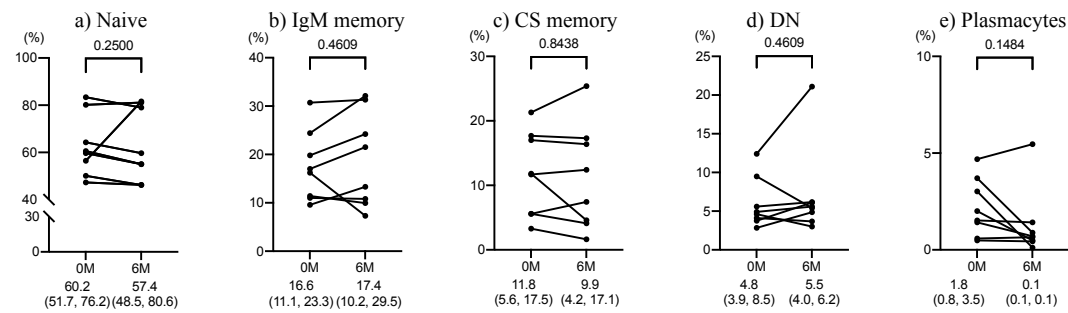 a) Naive
(%)
0.2500
100
80
60
40
30
0
0M 6M
60.2 57.4
(51.7, 76.2) (48.5, 80.6)
b) IgM memory
(%)
0.4609
40
30
20
10
0
0M 6M
16.6 17.4
(11.1, 23.3) (10.2, 29.5)
c) CS memory
(%)
0.8438
30
20
10
0
0M 6M
11.8 9.9
(5.6, 17.5) (4.2, 17.1)
d) DN
(%)
0.4609
25
20
15
10
5
0
0M 6M
4.8 5.5
(3.9, 8.5) (4.0, 6.2)
e) Plasmacytes
(%)
0.1484
10
5
0
0M 6M
1.8 0.1
(0.8, 3.5) (0.1, 0.1)